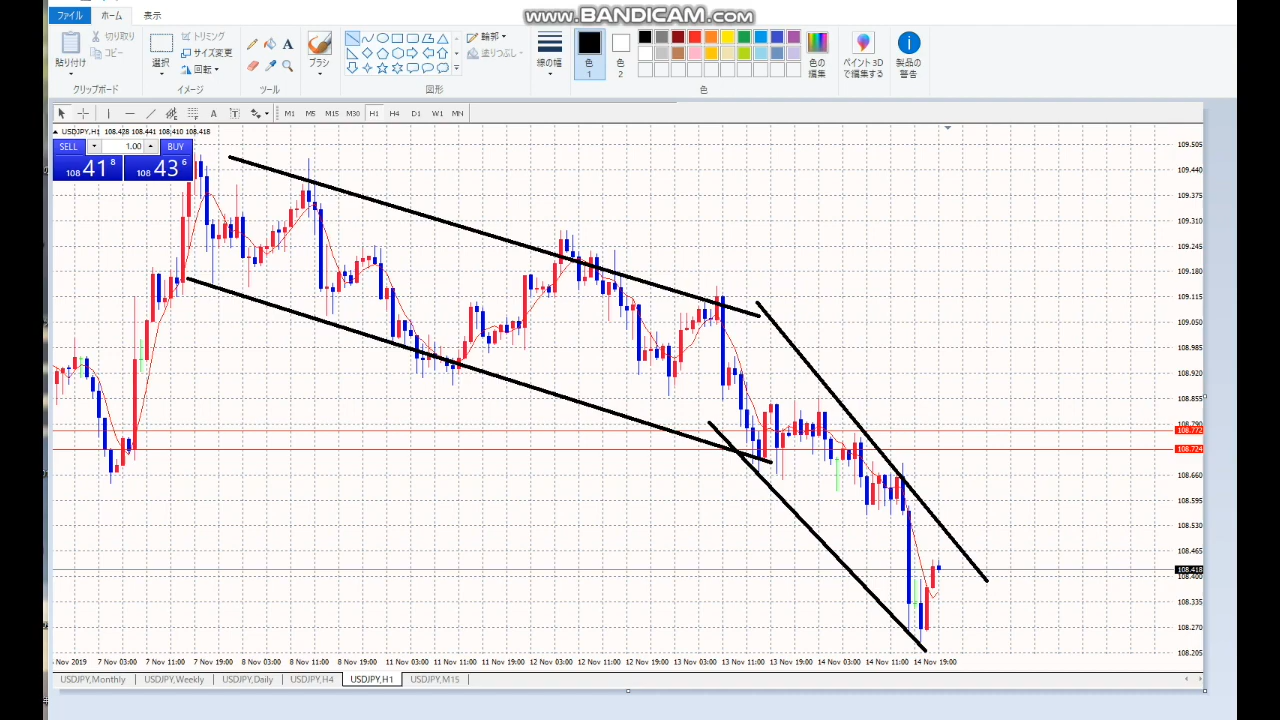 www.BANDICAM.com
ファイル ホーム 表示
貼り付け 切り取り コピー
選択 トリミング サイズ変更 回転
A
ブラシ
輪郭 塗りつぶし
線の幅
色 1
色 2
色の編集
ペイント3Dで編集する
製品の警告
クリップボード イメージ ツール 図形 色
A T M1 M5 M15 M30 H1 H4 D1 W1 MN
USDJPY,H1 108.428 108.441 108.410 108.418
SELL 1.00 BUY
108 41 8 108 43 6
109.505
109.440
109.375
109.310
109.245
109.180
109.115
109.050
108.985
108.920
108.855
108.790
108.772
108.724
108.660
108.595
108.530
108.465
108.418
108.400
108.335
108.270
108.205
Nov 2019 7 Nov 03:00 7 Nov 11:00 7 Nov 19:00 8 Nov 03:00 8 Nov 11:00 8 Nov 19:00 11 Nov 03:00 11 Nov 11:00 11 Nov 19:00 12 Nov 03:00 12 Nov 11:00 12 Nov 19:00 13 Nov 03:00 13 Nov 11:00 13 Nov 19:00 14 Nov 03:00 14 Nov 11:00 14 Nov 19:00
USDJPY,Monthly USDJPY,Weekly USDJPY,Daily USDJPY,H4 USDJPY,H1 USDJPY,M15